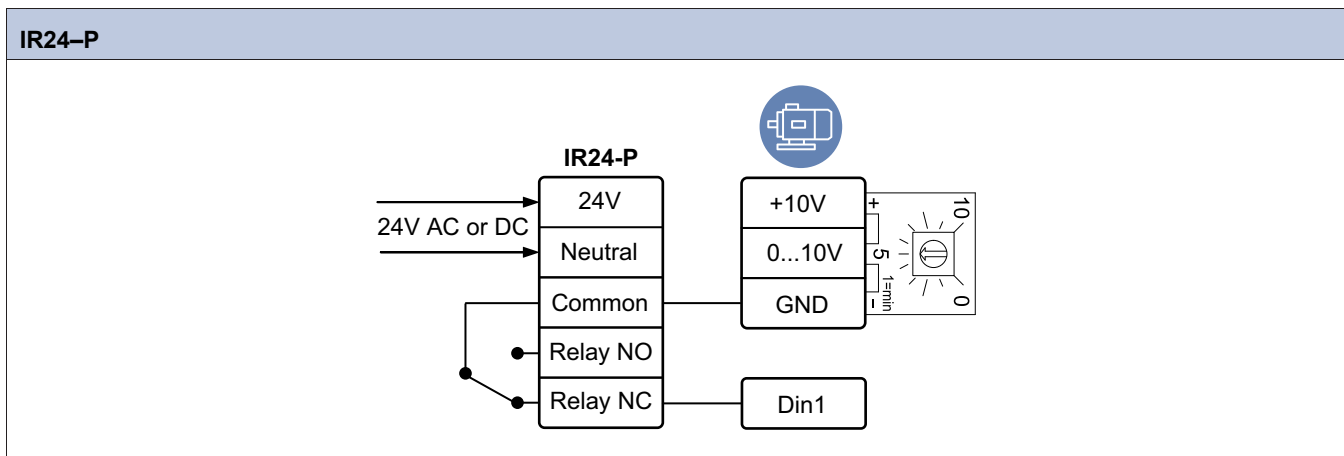 IR24–P
IR24-P
24V AC or DC
24V
Neutral
Common
Relay NO
Relay NC
+10V
0...10V
GND
Din1
+
5
1=min
–
10
0